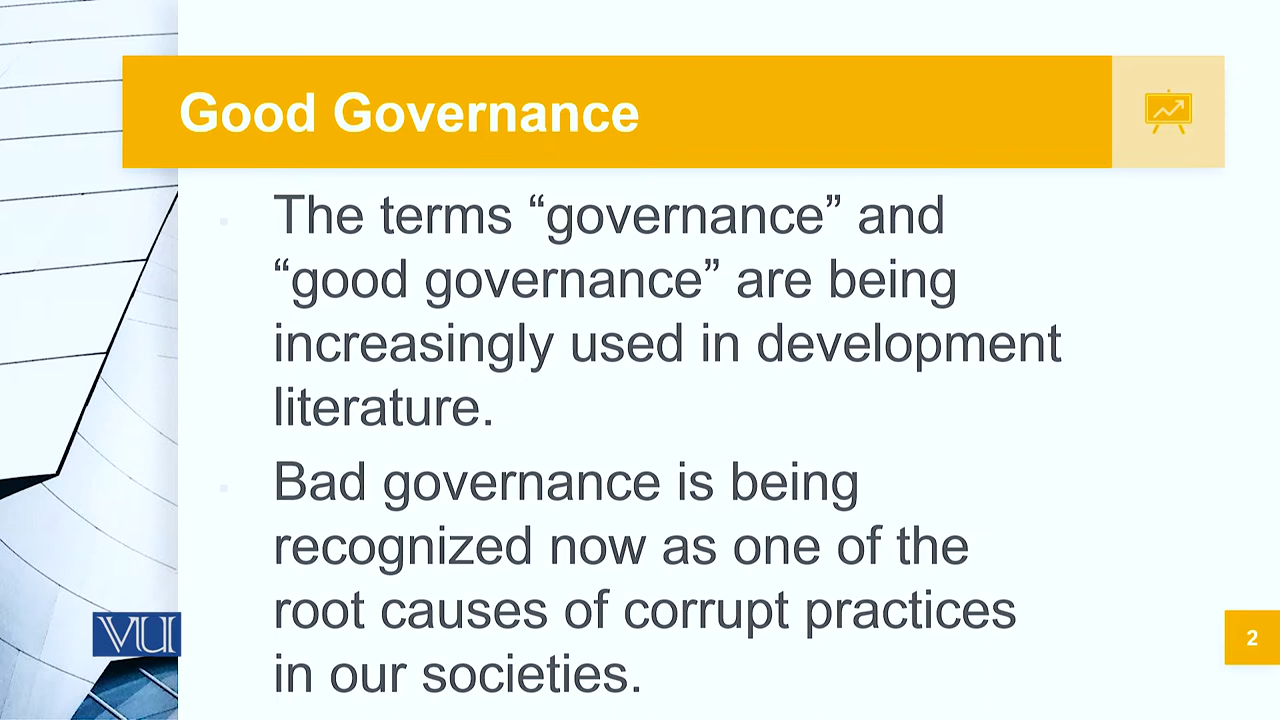 Good Governance
The terms “governance” and
“good governance” are being
increasingly used in development
literature.
Bad governance is being
recognized now as one of the
root causes of corrupt practices
in our societies.
VU
2